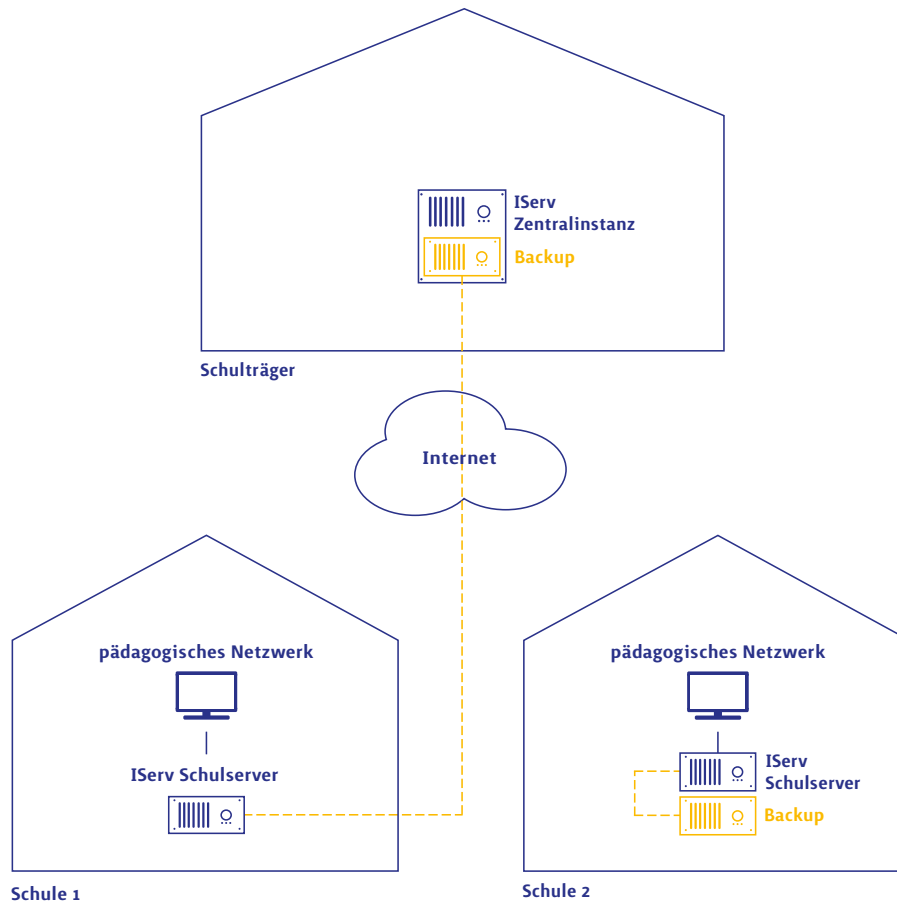 IServ
Zentralinstanz
Backup
Schulträger
Internet
pädagogisches Netzwerk
IServ Schulserver
Schule 1
pädagogisches Netzwerk
IServ
Schulserver
Backup
Schule 2